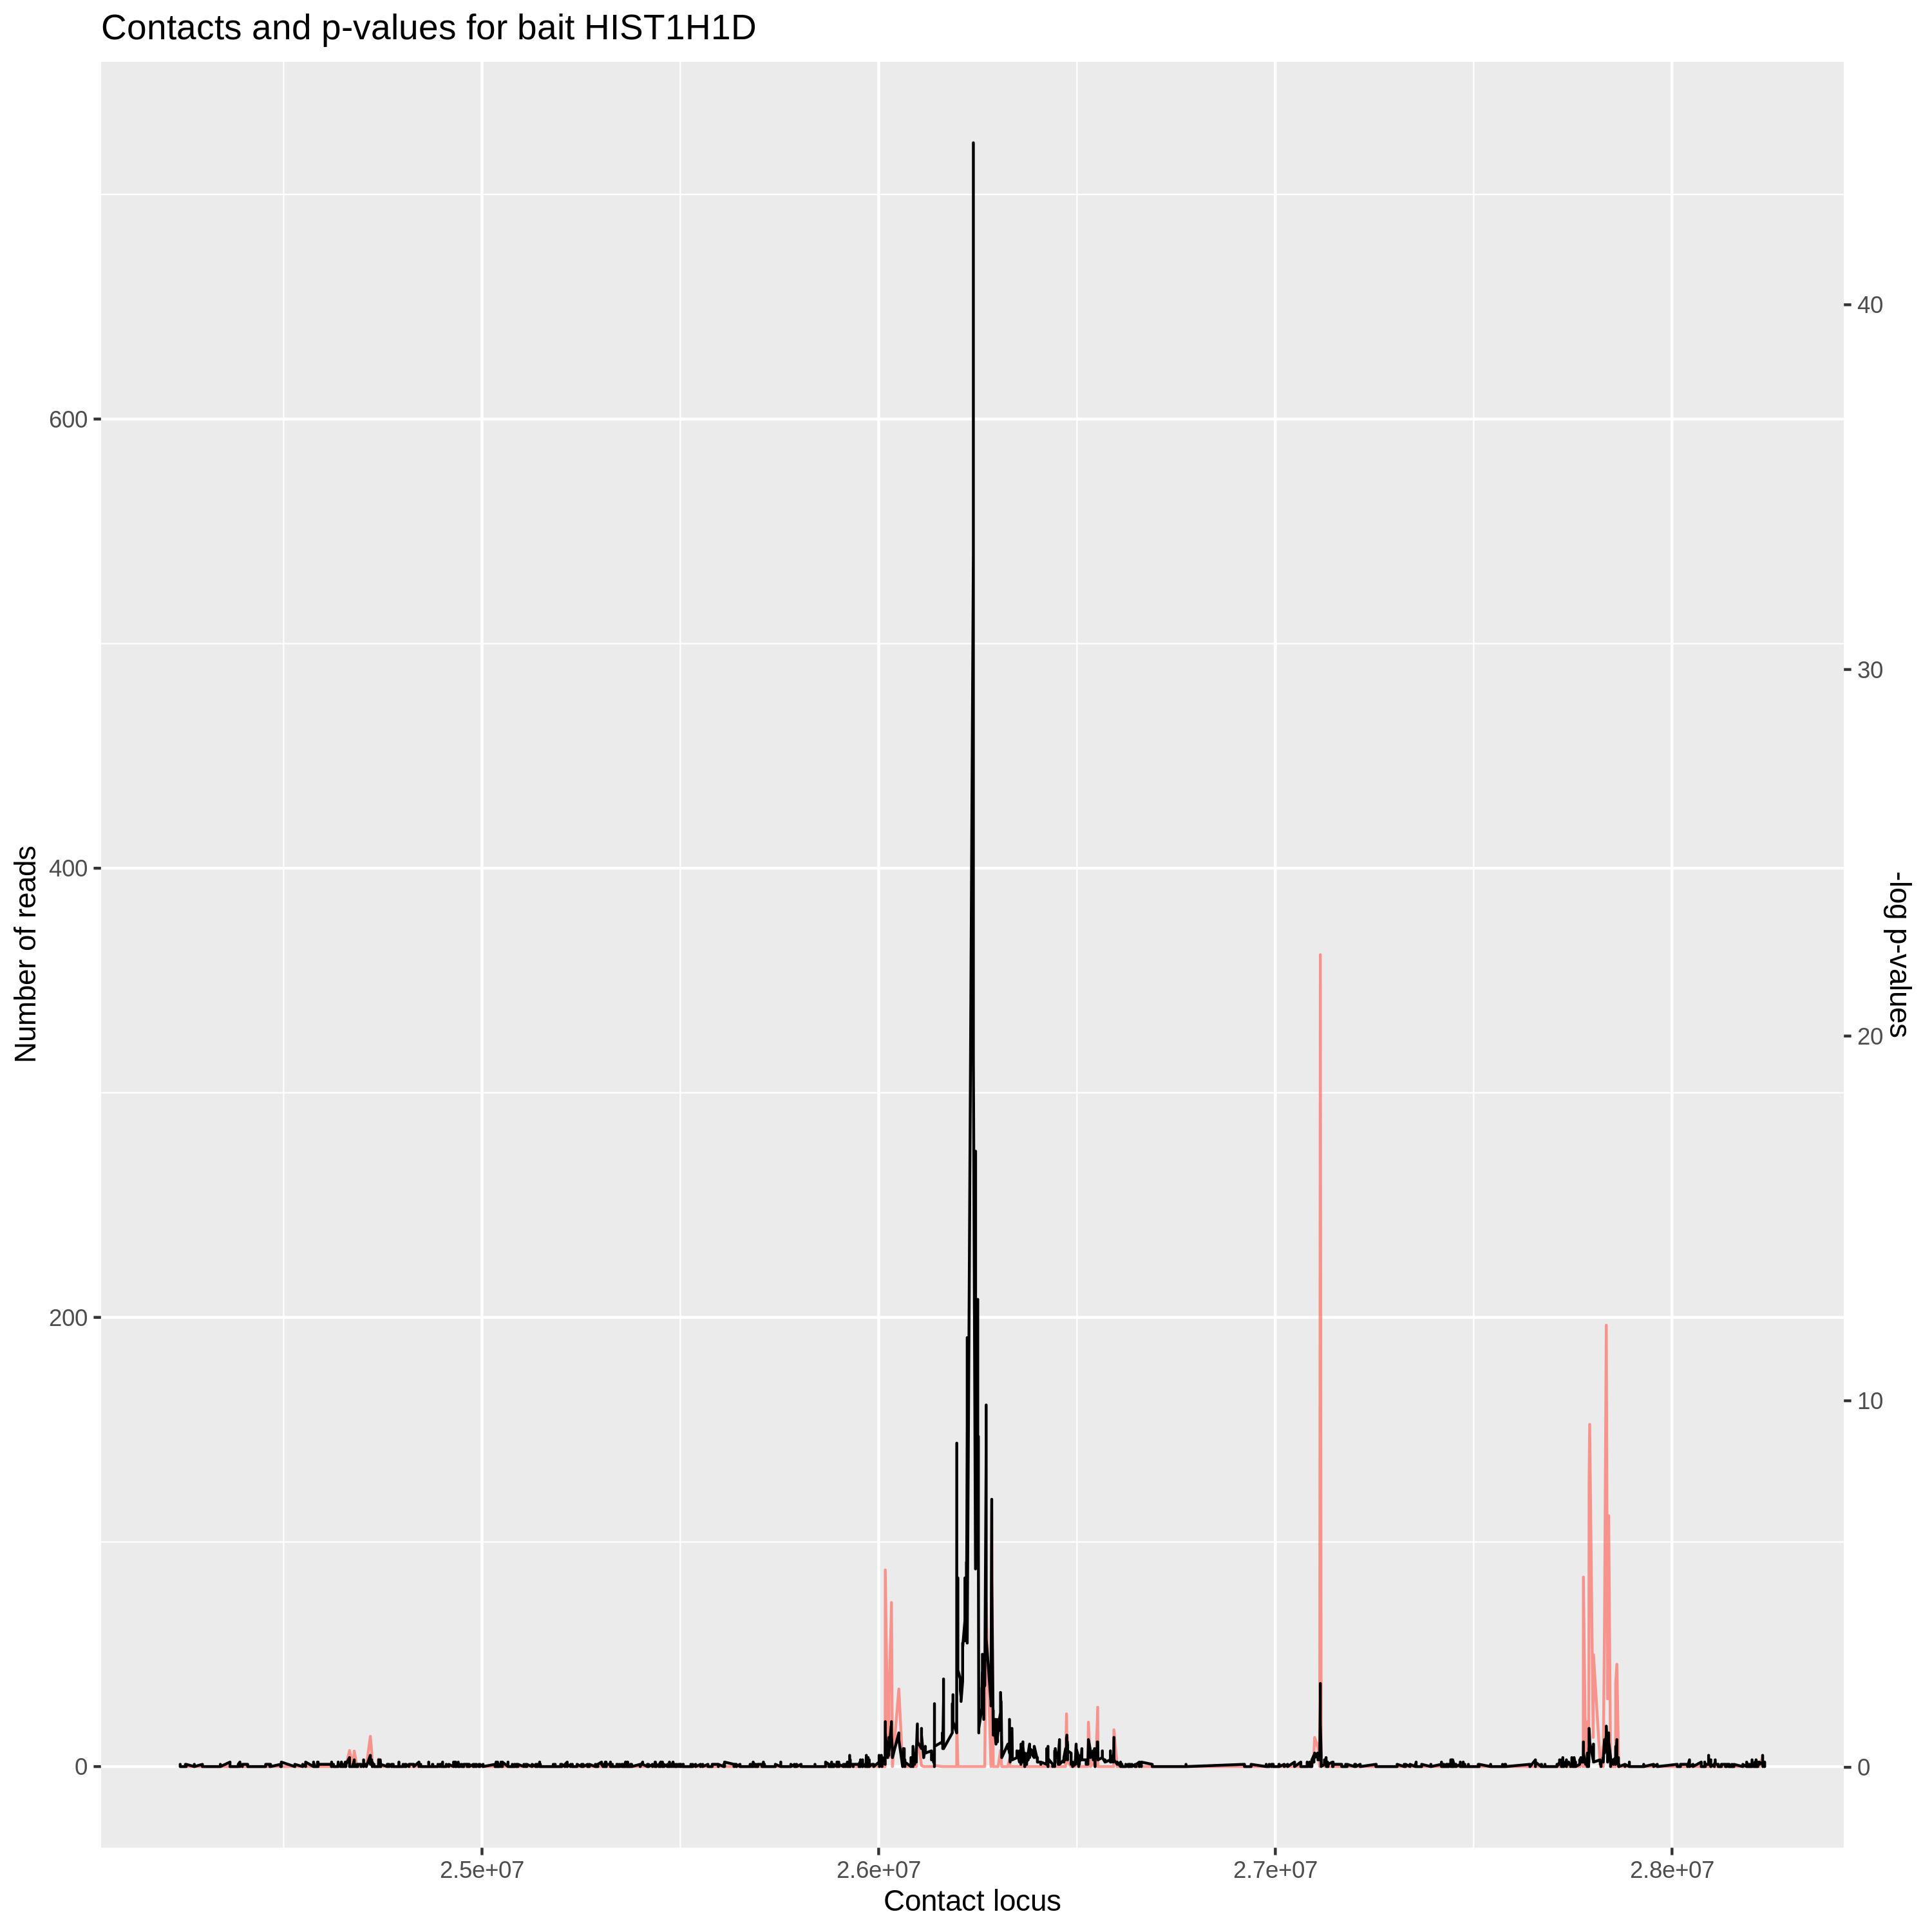 Contacts and p-values for bait HIST1H1D
Number of reads
600
400
200
0
40
30
20
10
0
-log p-values
2.5e+07
2.6e+07
2.7e+07
2.8e+07
Contact locus